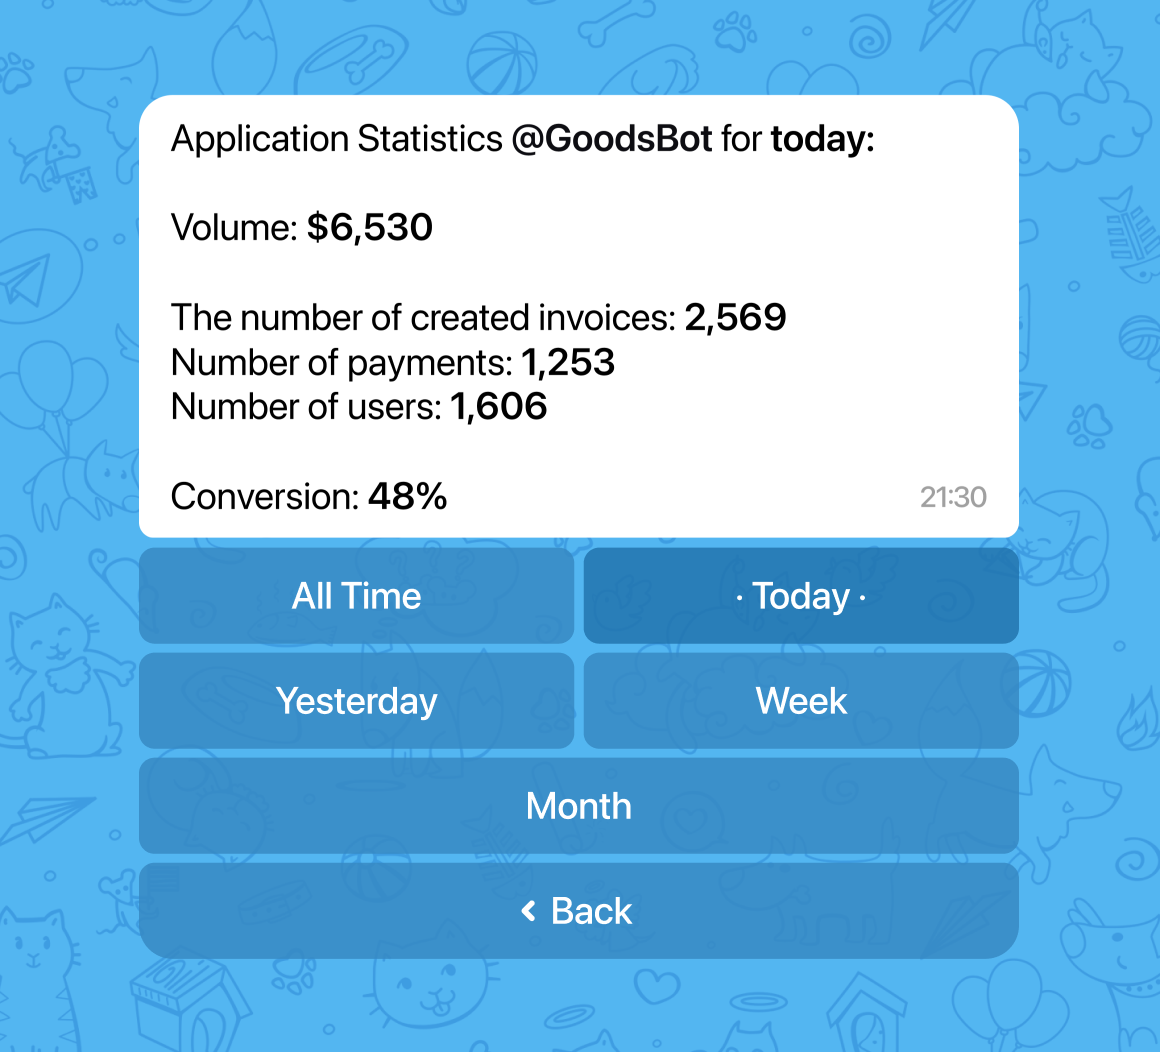 Application Statistics @GoodsBot for today:
Volume: $6,530
The number of created invoices: 2,569
Number of payments: 1,253
Number of users: 1,606
Conversion: 48%
21:30
All Time
· Today ·
Yesterday
Week
Month
‹ Back